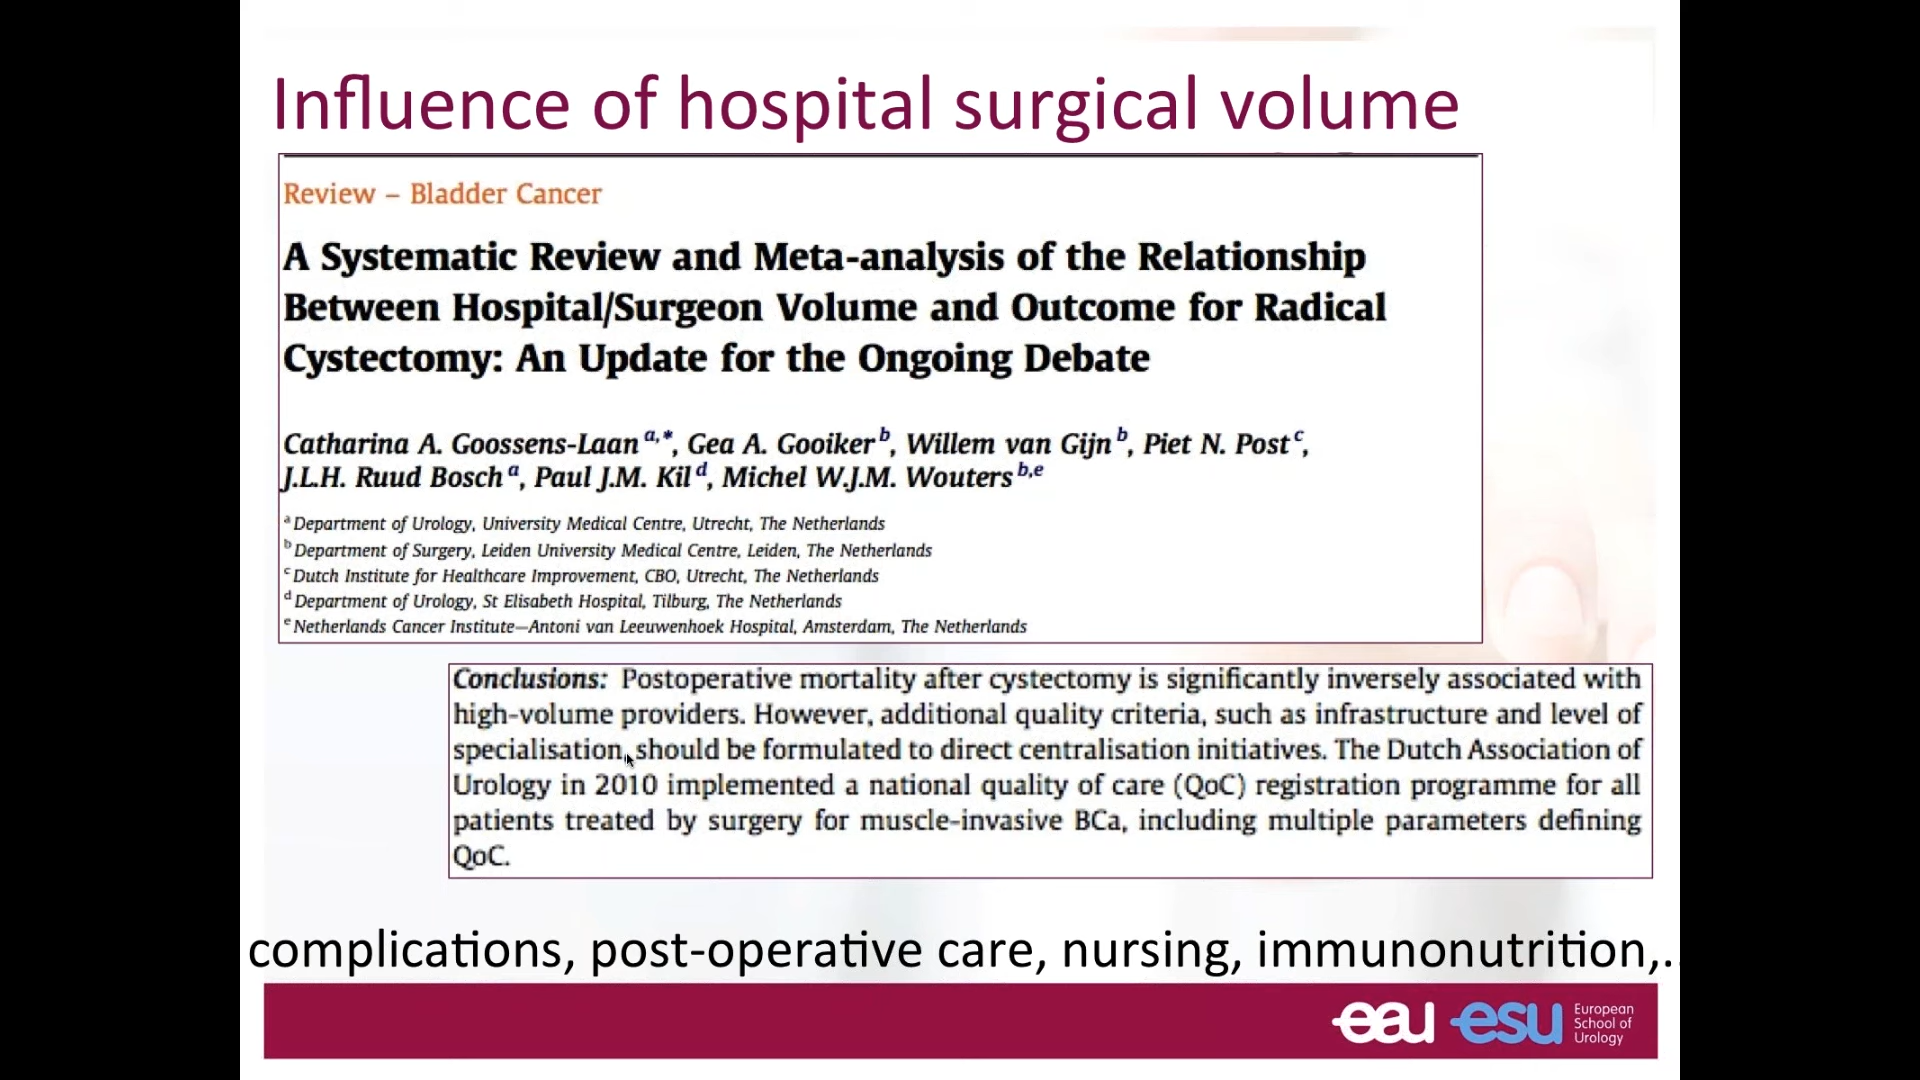 Influence of hospital surgical volume
Review – Bladder Cancer
A Systematic Review and Meta-analysis of the Relationship
Between Hospital/Surgeon Volume and Outcome for Radical
Cystectomy: An Update for the Ongoing Debate
Catharina A. Goossens-Laan a,*, Gea A. Gooiker b, Willem van Gijn b, Piet N. Post c,
J.L.H. Ruud Bosch a, Paul J.M. Kil d, Michel W.J.M. Wouters b,e
a Department of Urology, University Medical Centre, Utrecht, The Netherlands
b Department of Surgery, Leiden University Medical Centre, Leiden, The Netherlands
c Dutch Institute for Healthcare Improvement, CBO, Utrecht, The Netherlands
d Department of Urology, St Elisabeth Hospital, Tilburg, The Netherlands
e Netherlands Cancer Institute—Antoni van Leeuwenhoek Hospital, Amsterdam, The Netherlands
Conclusions: Postoperative mortality after cystectomy is significantly inversely associated with
high-volume providers. However, additional quality criteria, such as infrastructure and level of
specialisation, should be formulated to direct centralisation initiatives. The Dutch Association of
Urology in 2010 implemented a national quality of care (QoC) registration programme for all
patients treated by surgery for muscle-invasive BCa, including multiple parameters defining
QoC.
complications, post-operative care, nursing, immunonutrition,..
eau esu European
School of
Urology